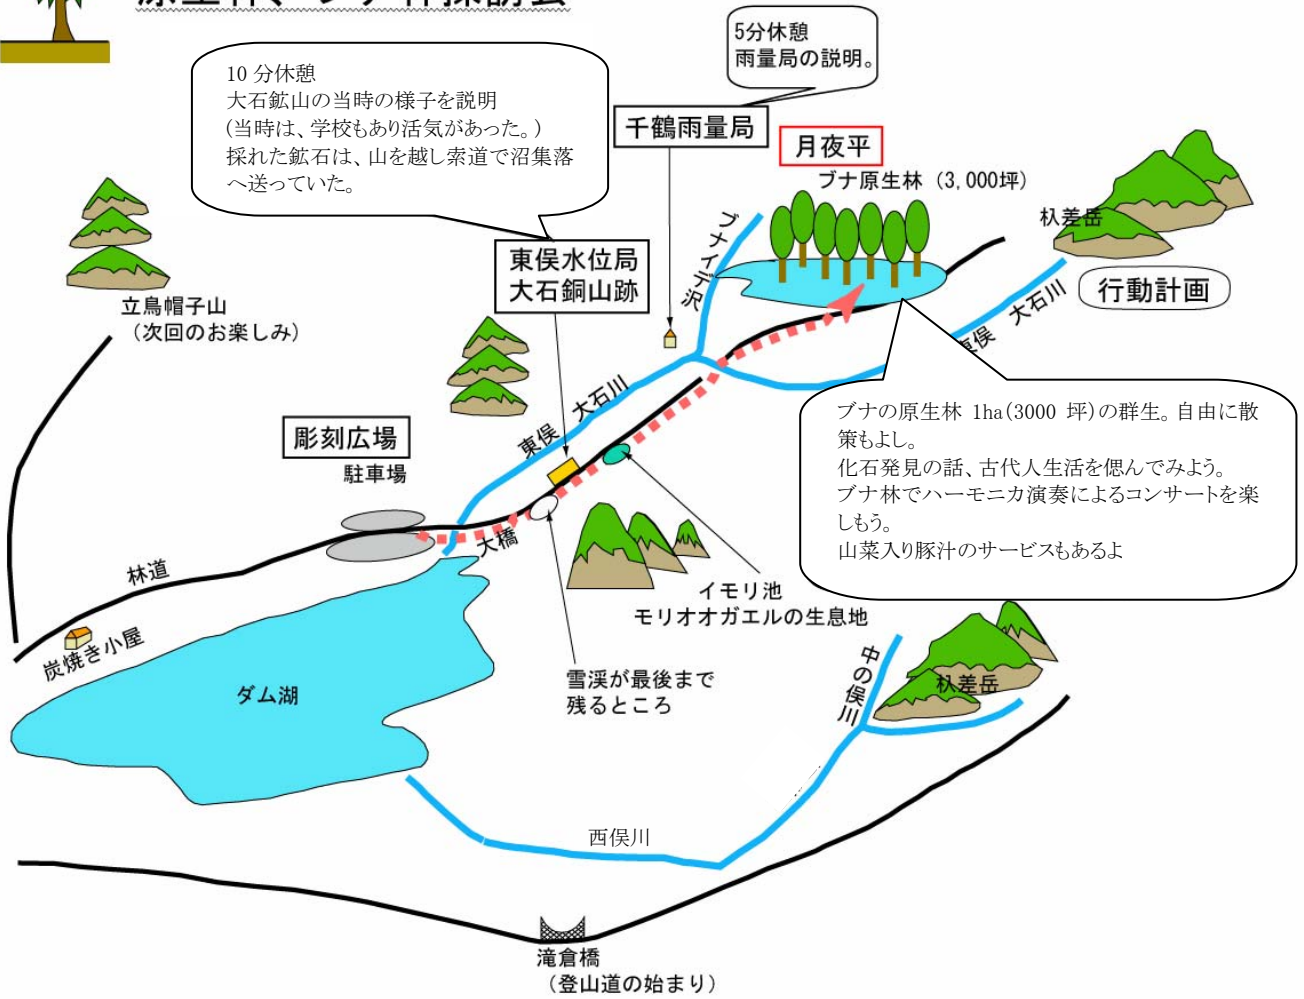 5分休憩
雨量局の説明。
10 分休憩
大石鉱山の当時の様子を説明
(当時は、学校もあり活気があった。)
採れた鉱石は、山を越し索道で沼集落
へ送っていた。
千鶴雨量局
月夜平
ブナ原生林（3,000坪）
杁差岳
行動計画
東俣水位局
大石銅山跡
ブナイデ沢
立烏帽子山
（次回のお楽しみ）
大石川
東俣
大石川
ブナの原生林 1ha(3000 坪)の群生。自由に散
策もよし。
化石発見の話、古代人生活を偲んでみよう。
ブナ林でハーモニカ演奏によるコンサートを楽
しもう。
山菜入り豚汁のサービスもあるよ
彫刻広場
駐車場
東俣
大橋
林道
イモリ池
モリオオガエルの生息地
炭焼き小屋
ダム湖
雪渓が最後まで
残るところ
中の俣川
杁差岳
西俣川
滝倉橋
（登山道の始まり）